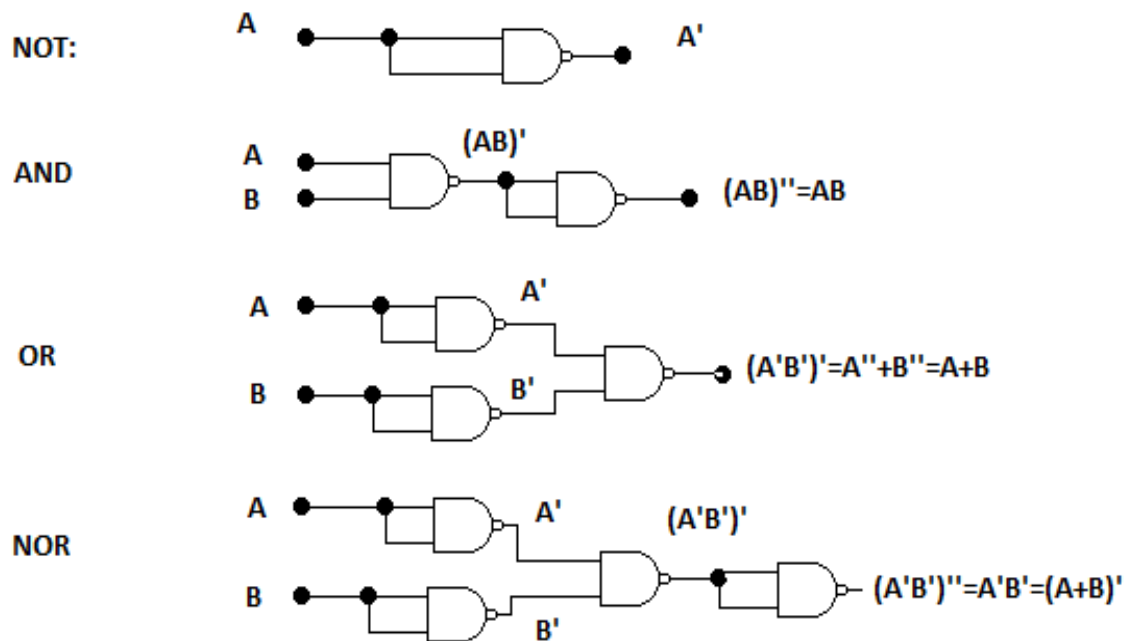 A
NOT:
A'
(AB)'
A
AND
B
(AB)''=AB
A
A'
OR
(A'B')'=A''+B''=A+B
B
B'
A
A'
(A'B')'
NOR
(A'B')''=A'B'=(A+B)'
B
B'